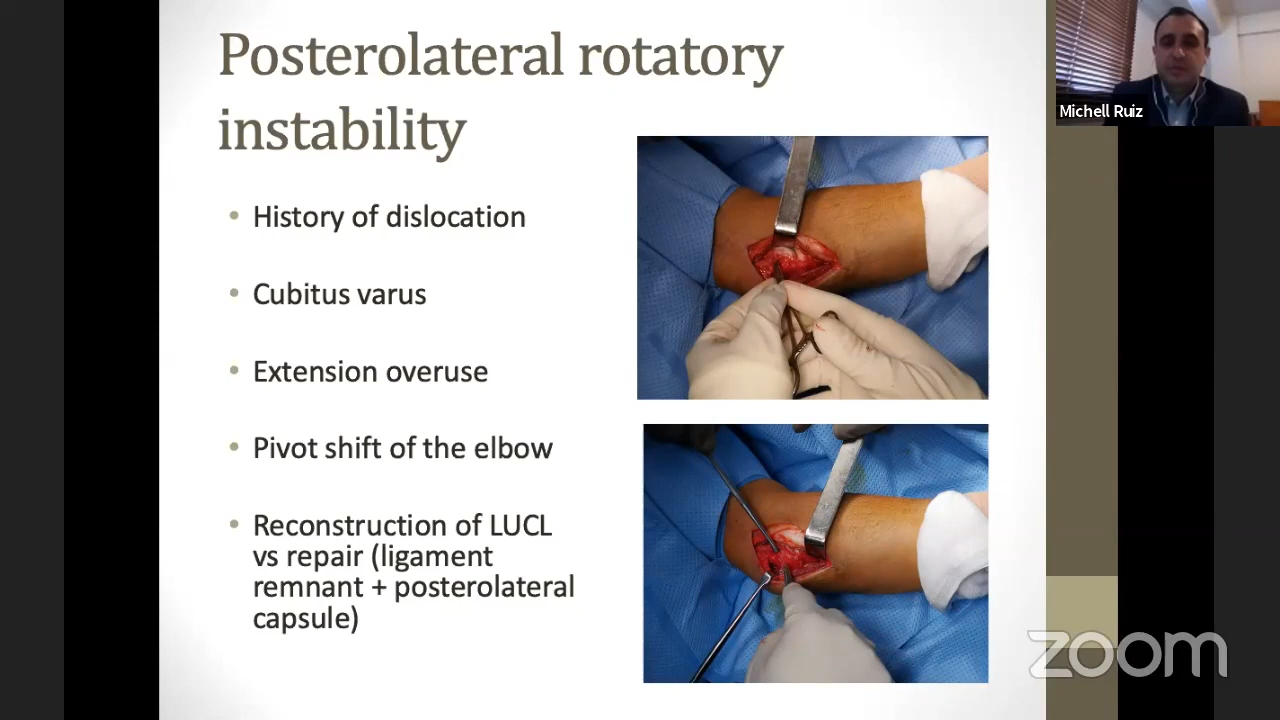 Posterolateral rotatory
instability
• History of dislocation
• Cubitus varus
• Extension overuse
• Pivot shift of the elbow
• Reconstruction of LUCL
vs repair (ligament
remnant + posterolateral
capsule)
Michell Ruiz
zoom